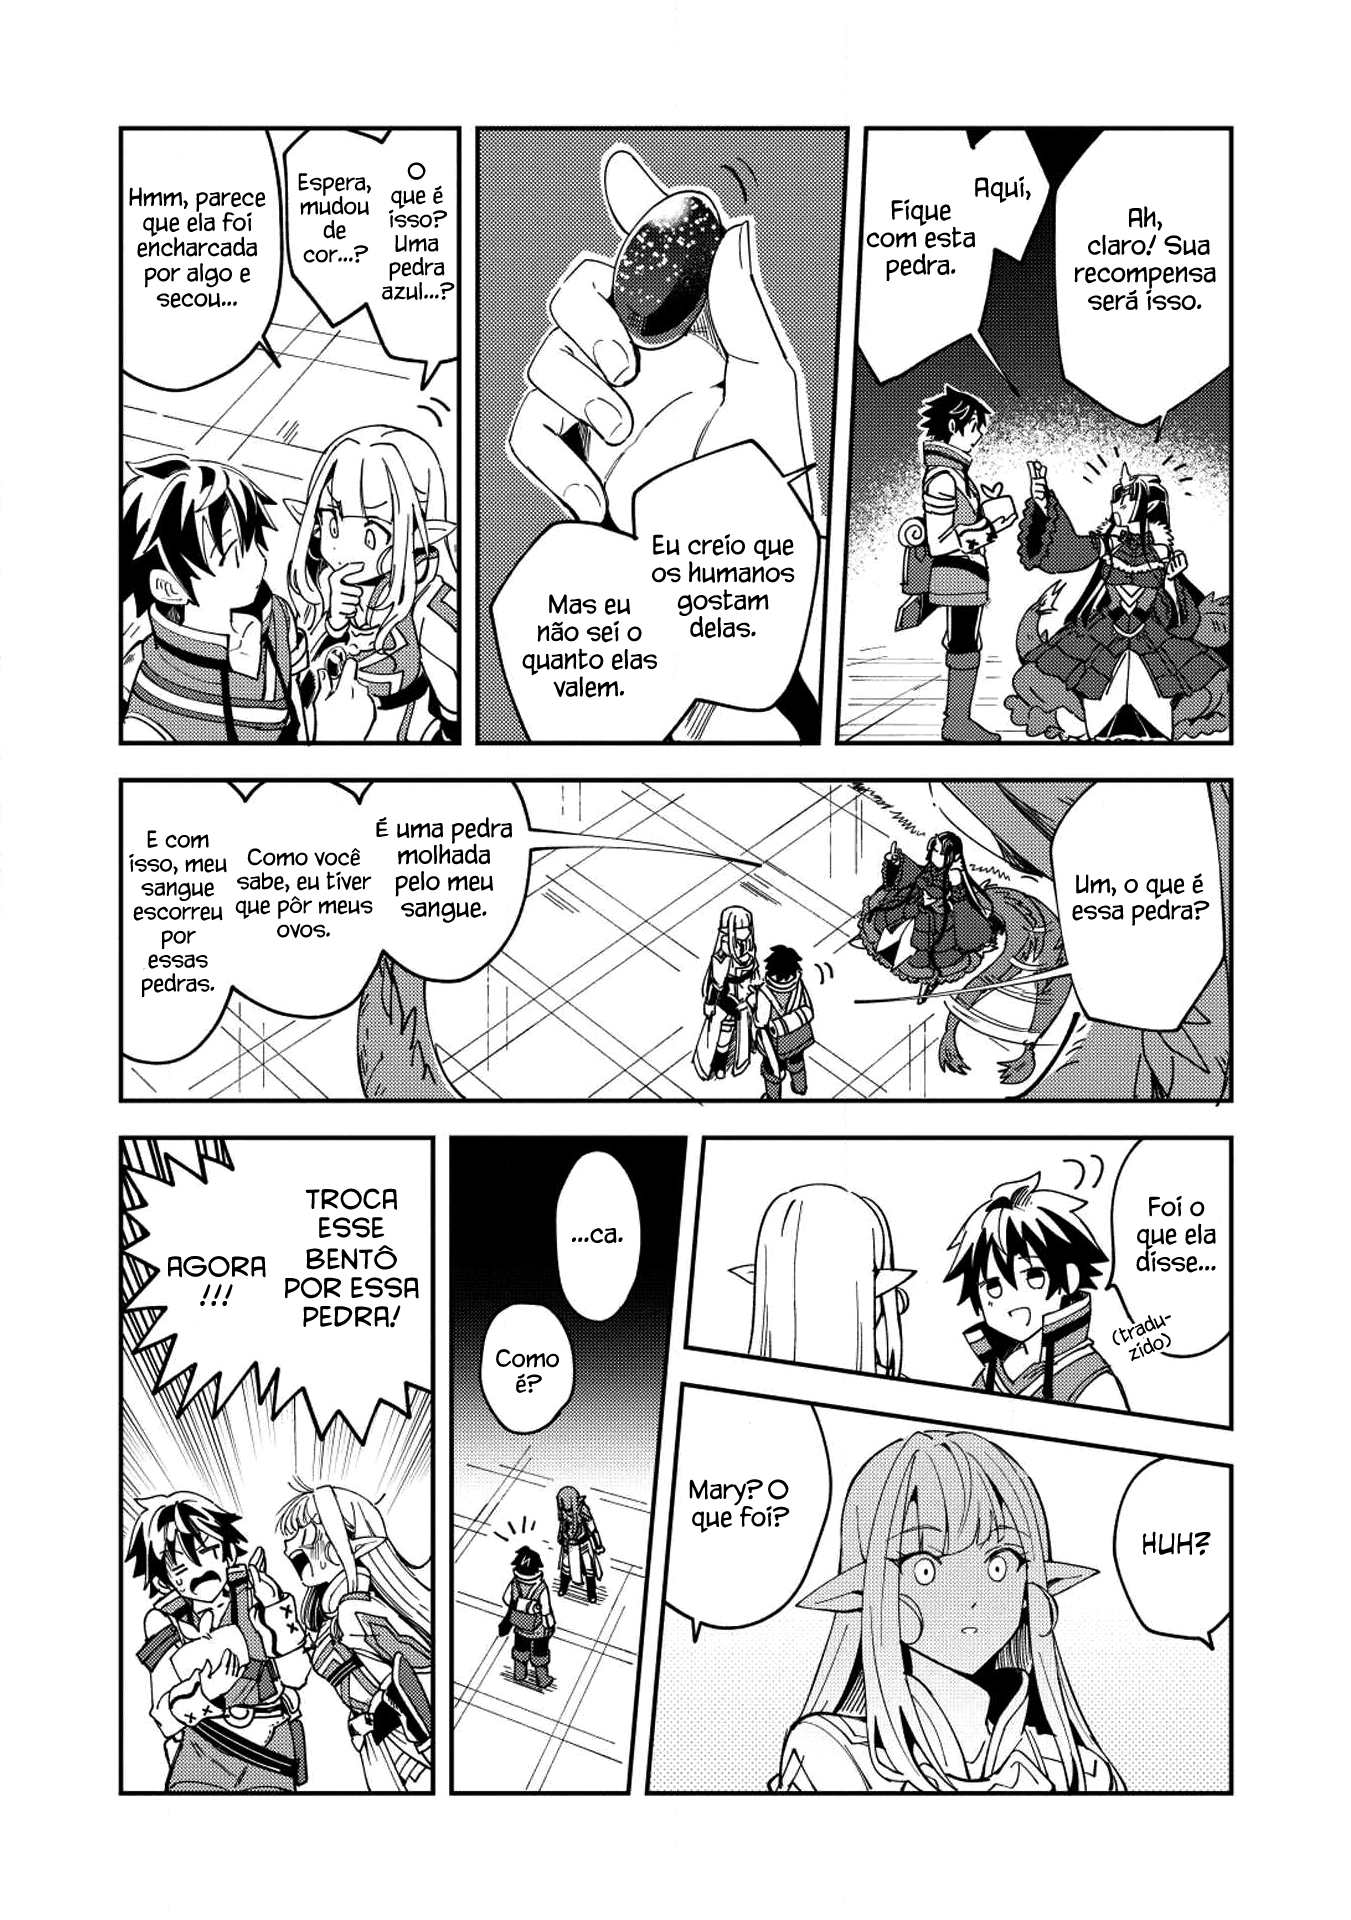 Ah,
claro! Sua
recompensa
será isso.
Aqui,
Fique
com esta
pedra.
Eu creio que
os humanos
gostam
delas.
Mas eu
não sei o
quanto elas
valem.
O
que é
isso?
Uma
pedra
azul...?
Espera,
mudou
de
cor...?
Hmm, parece
que ela foi
encharcada
por algo e
secou...
Um, o que é
essa pedra?
É uma pedra
molhada
pelo meu
sangue.
Como você
sabe, eu tiver
que pôr meus
ovos.
E com
isso, meu
sangue
escorreu
por
essas
pedras.
Foi o
que ela
disse...
(tradu-
zido)
HUH?
Mary? O
que foi?
...ca.
Como
é?
TROCA
ESSE
BENTÔ
POR ESSA
PEDRA!
AGORA
!!!